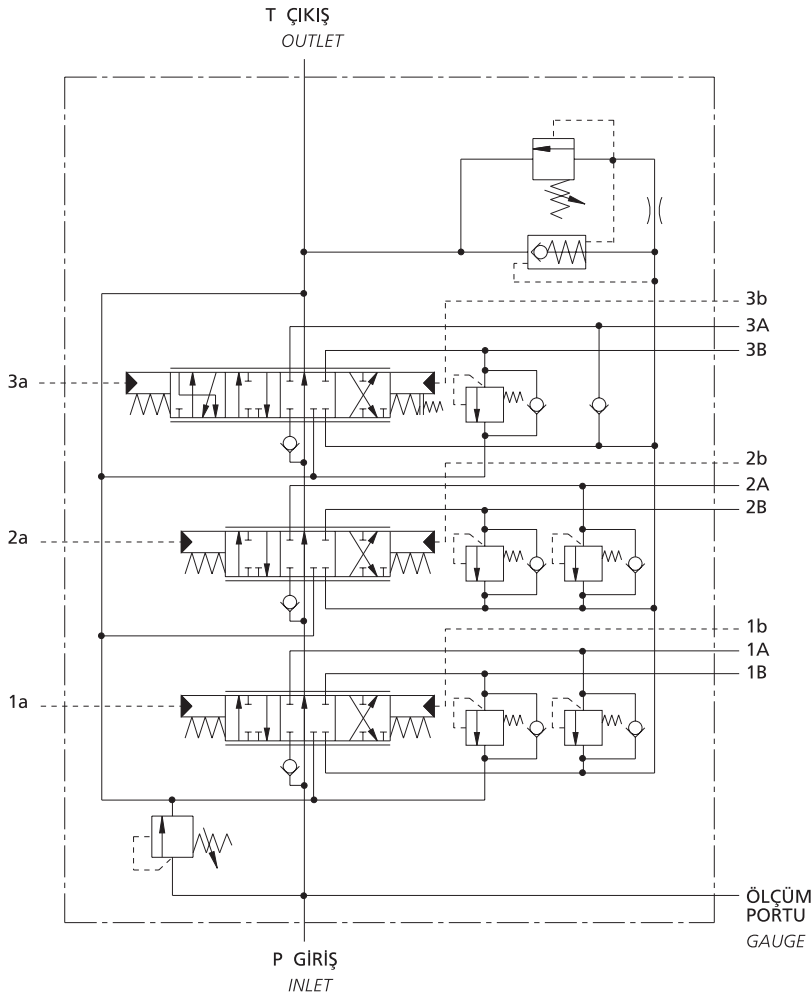 T ÇIKIŞ
OUTLET
3b
3A
3B
3a
2b
2A
2B
2a
1b
1A
1B
1a
ÖLÇÜM
PORTU
GAUGE
P GİRİŞ
INLET